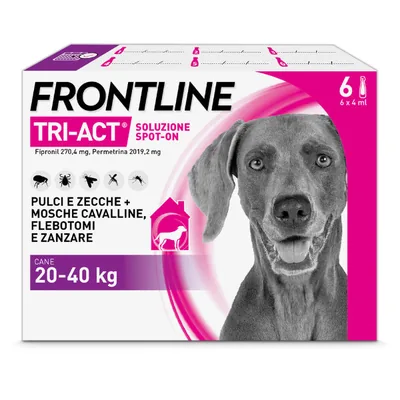 FRONTLINE
TRI-ACT®
SOLUZIONE
SPOT-ON
Fipronil 270,4 mg, Permetrina 2019,2 mg
6
6 x 4 ml
PULCI E ZECCHE +
MOSCHE CAVALLINE,
FLEBOTOMI
E ZANZARE
CANE
20-40 kg